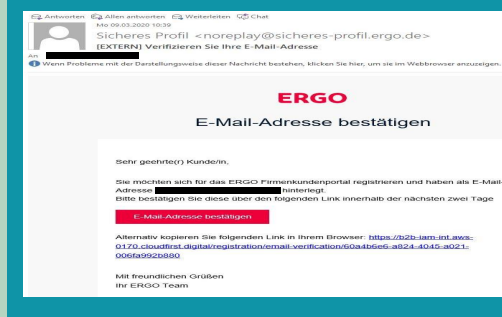 Antworten Allen antworten Weiterleiten Chat
Mo 09.03.2020 10:39
Sicheres Profil <noreplay@sicheres-profil.ergo.de>
[EXTERN] Verifizieren Sie Ihre E-Mail-Adresse
An
Wenn Probleme mit der Darstellungsweise dieser Nachricht bestehen, klicken Sie hier, um sie im Webbrowser anzuzeigen.
ERGO
E-Mail-Adresse bestätigen
Sehr geehrte(r) Kunde/in,
Sie möchten sich für das ERGO Firmenkundenportal registrieren und haben als E-Mail-
Adresse hinterlegt.
Bitte bestätigen Sie diese über den folgenden Link innerhalb der nächsten zwei Tage
E-Mail-Adresse bestätigen
Alternativ kopieren Sie folgenden Link in Ihrem Browser: https://b2b-iam-int.aws-
0170.cloudfirst.digital/registration/email-verification/60a4b6e6-a824-4045-a021-
006fa992b880
Mit freundlichen Grüßen
Ihr ERGO Team